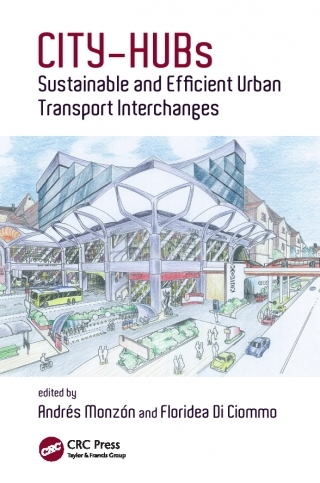 CITY-HUBs
Sustainable and Efficient Urban
Transport Interchanges
edited by
Andrés Monzón and Floridea Di Ciommo
CRC
CRC Press
Taylor & Francis Group